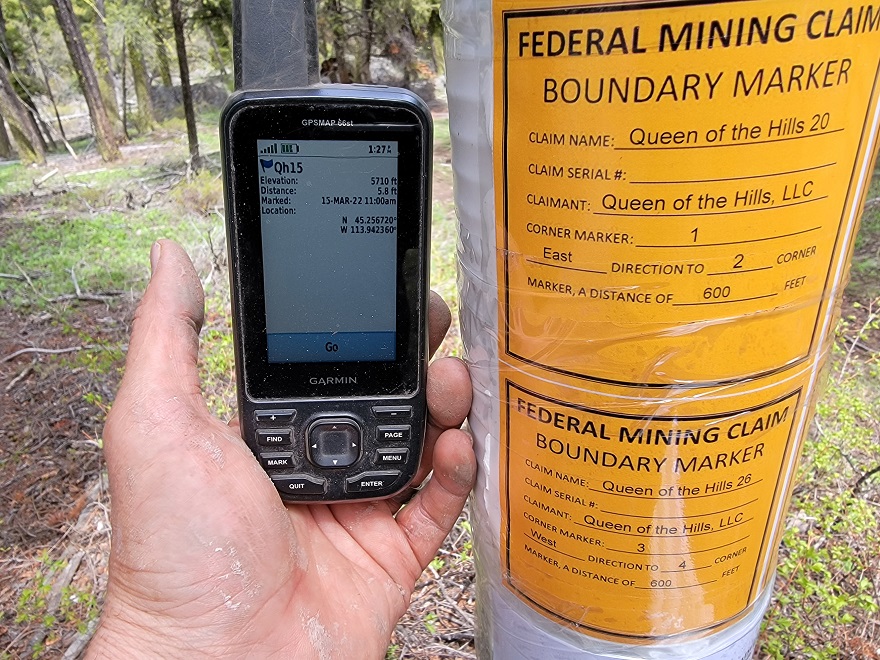 GPSMAP 66st
1:27
Qh15
Elevation: 5710 ft
Distance: 5.8 ft
Marked: 15-MAR-22 11:00am
Location:
N 45.256720°
W 113.942360°
Go
GARMIN
+ -
FIND PAGE
MARK MENU
QUIT ENTER
FEDERAL MINING CLAIM
BOUNDARY MARKER
CLAIM NAME: Queen of the Hills 20
CLAIM SERIAL #:
CLAIMANT: Queen of the Hills, LLC
CORNER MARKER: 1
East DIRECTION TO 2 CORNER
MARKER, A DISTANCE OF 600 FEET
FEDERAL MINING CLAIM
BOUNDARY MARKER
CLAIM NAME: Queen of the Hills 26
CLAIM SERIAL #:
CLAIMANT: Queen of the Hills, LLC
CORNER MARKER: 3
West DIRECTION TO 4 CORNER
MARKER, A DISTANCE OF 600 FEET